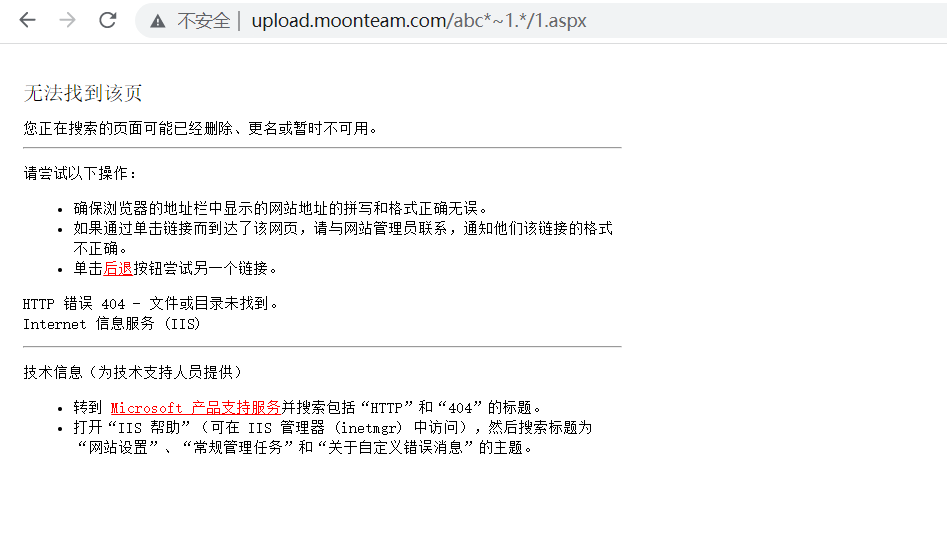 不安全 | upload.moonteam.com/abc*~1.*/1.aspx
无法找到该页
您正在搜索的页面可能已经删除、更名或暂时不可用。
请尝试以下操作：
• 确保浏览器的地址栏中显示的网站地址的拼写和格式正确无误。
• 如果通过单击链接而到达了该网页，请与网站管理员联系，通知他们该链接的格式
不正确。
• 单击后退按钮尝试另一个链接。
HTTP 错误 404 - 文件或目录未找到。
Internet 信息服务 (IIS)
技术信息（为技术支持人员提供）
• 转到 Microsoft 产品支持服务并搜索包括“HTTP”和“404”的标题。
• 打开“IIS 帮助”（可在 IIS 管理器 (inetmgr) 中访问），然后搜索标题为
“网站设置”、“常规管理任务”和“关于自定义错误消息”的主题。